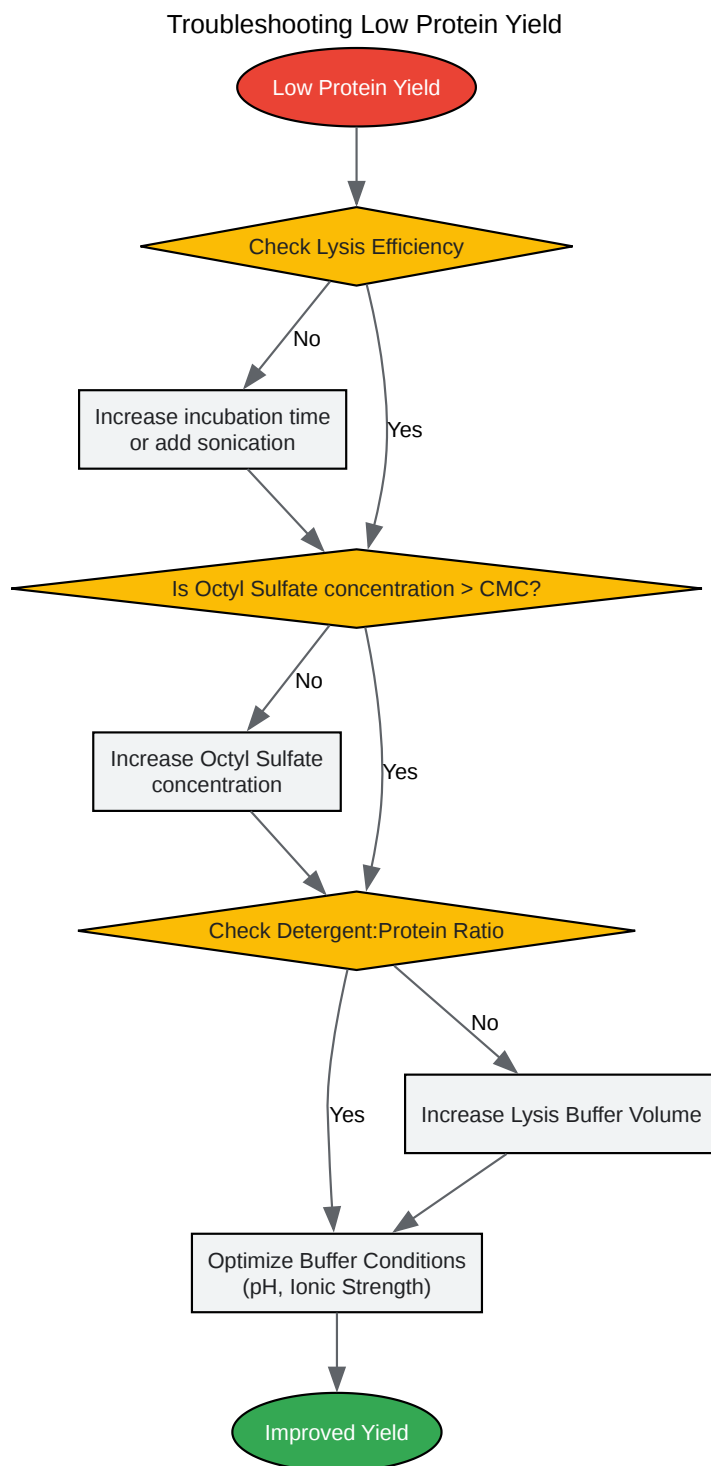 Troubleshooting Low Protein Yield
Low Protein Yield
Check Lysis Efficiency
No
Increase incubation time
or add sonication
Yes
Is Octyl Sulfate concentration > CMC?
No
Increase Octyl Sulfate
concentration
Yes
Check Detergent:Protein Ratio
No
Yes
Increase Lysis Buffer Volume
Optimize Buffer Conditions
(pH, Ionic Strength)
Improved Yield